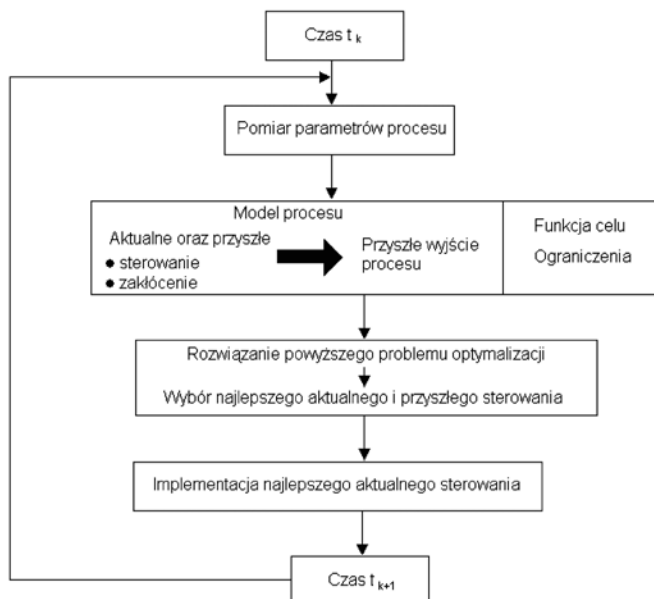 Czas t k
Pomiar parametrów procesu
Model procesu
Aktualne oraz przyszłe
● sterowanie
● zakłócenie
Przyszłe wyjście
procesu
Funkcja celu
Ograniczenia
Rozwiązanie powyższego problemu optymalizacji
Wybór najlepszego aktualnego i przyszłego sterowania
Implementacja najlepszego aktualnego sterowania
Czas t k+1